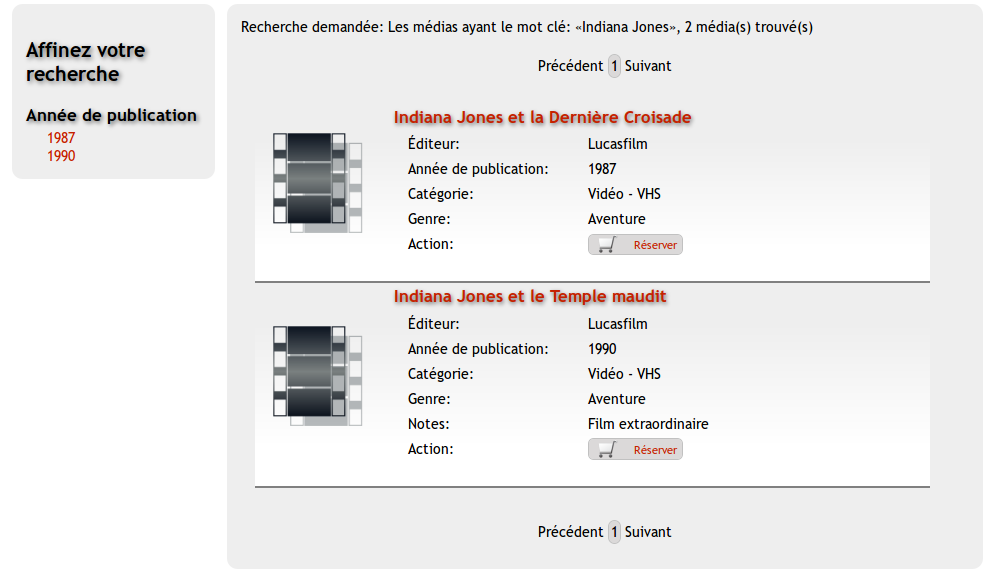 Affinez votre
recherche
Année de publication
1987
1990
Recherche demandée: Les médias ayant le mot clé: «Indiana Jones», 2 média(s) trouvé(s)
Précédent 1 Suivant
Indiana Jones et la Dernière Croisade
Éditeur: Lucasfilm
Année de publication: 1987
Catégorie: Vidéo - VHS
Genre: Aventure
Action: Réserver
Indiana Jones et le Temple maudit
Éditeur: Lucasfilm
Année de publication: 1990
Catégorie: Vidéo - VHS
Genre: Aventure
Notes: Film extraordinaire
Action: Réserver
Précédent 1 Suivant